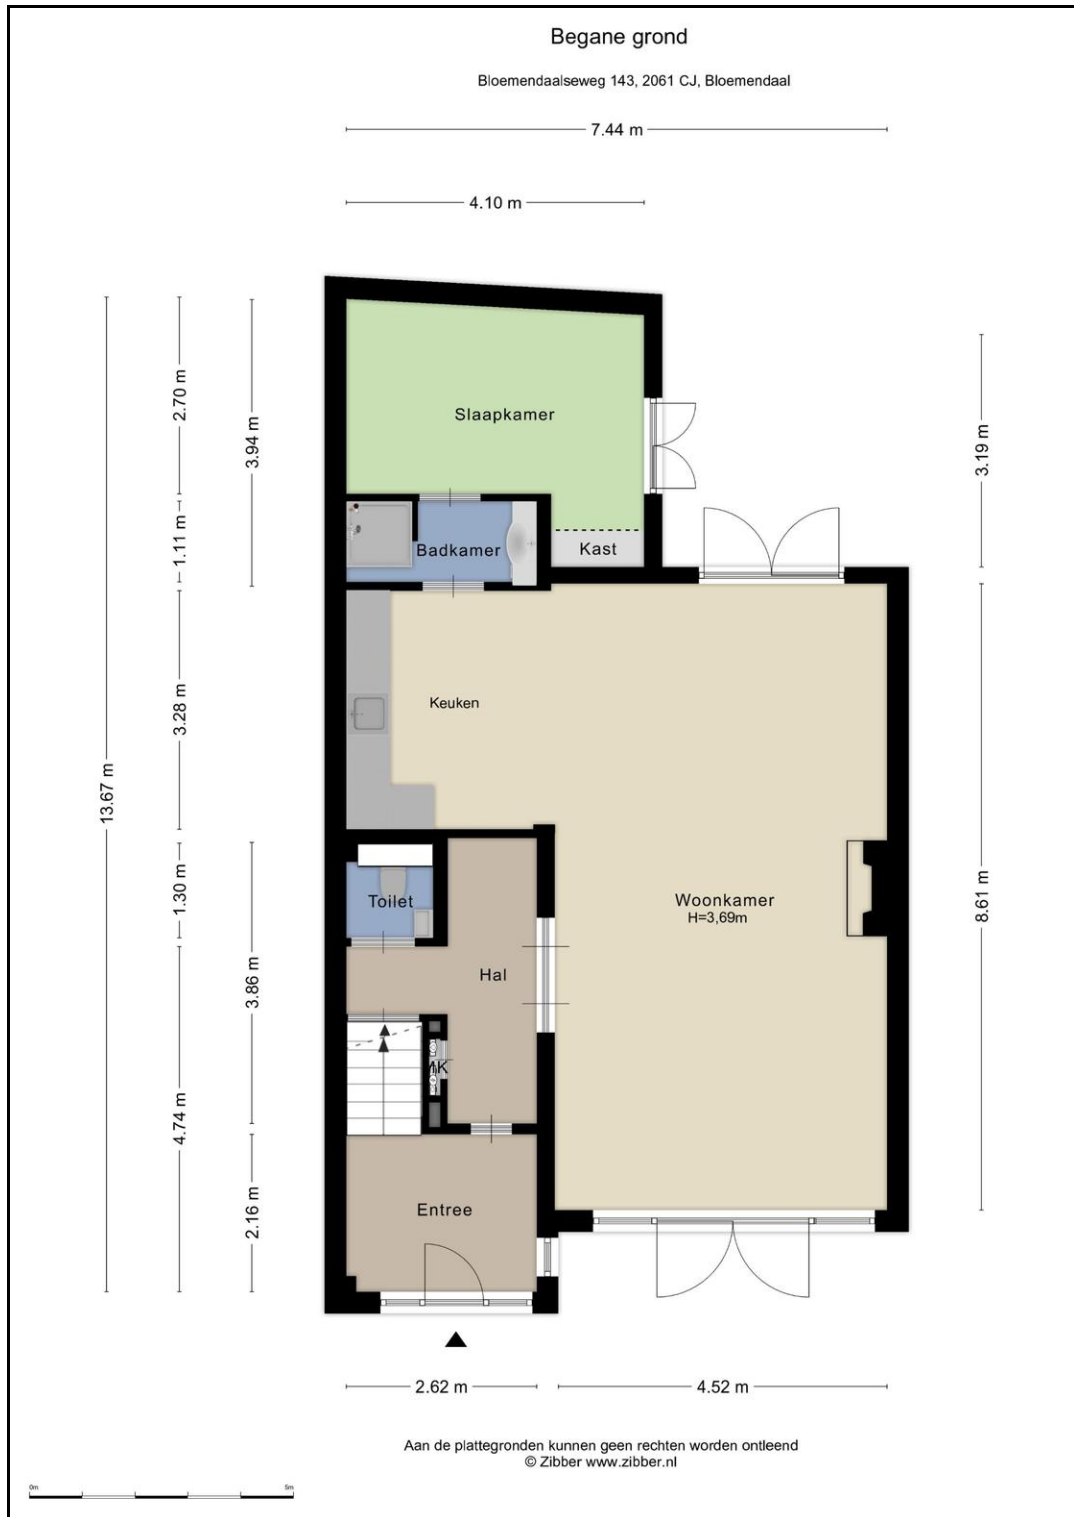 Begane grond
Bloemendaalseweg 143, 2061 CJ, Bloemendaal
7.44 m
4.10 m
2.70 m
3.94 m
3.19 m
Slaapkamer
1.11 m
Badkamer
Kast
3.28 m
Keuken
13.67 m
1.30 m
Toilet
Woonkamer
H=3,69m
8.61 m
3.86 m
Hal
MK
4.74 m
2.16 m
Entree
2.62 m
4.52 m
Aan de plattegronden kunnen geen rechten worden ontleend
© Zibber www.zibber.nl
0m
5m